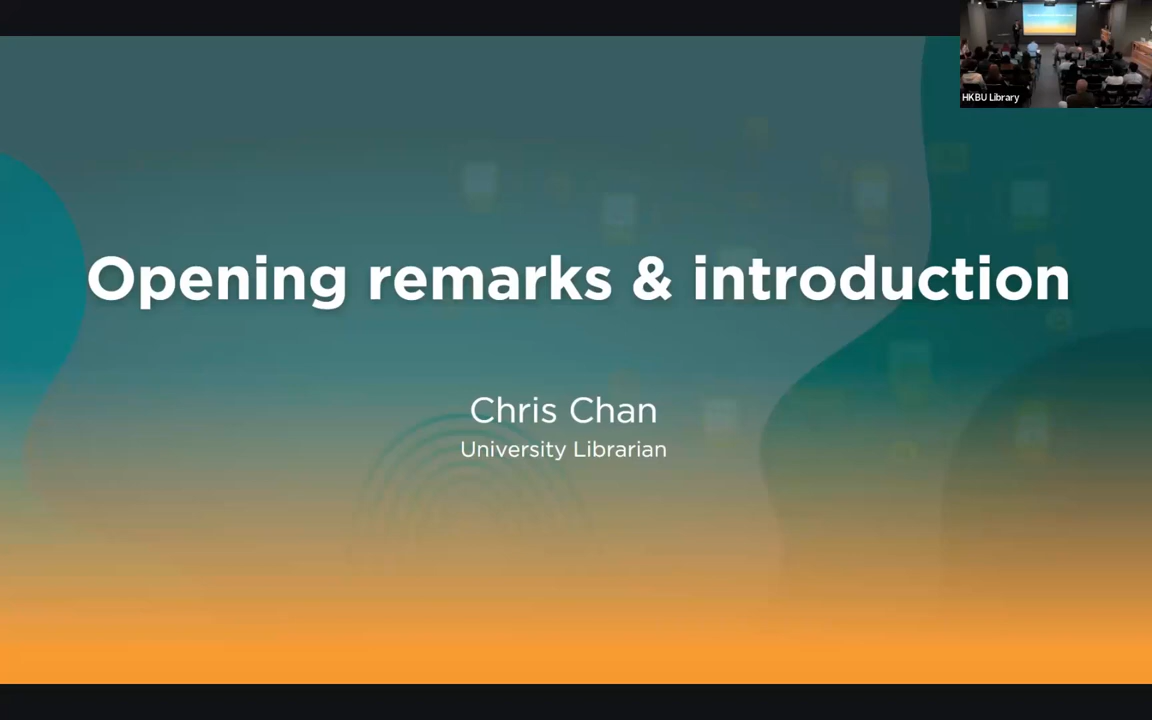 HKBU Library
Opening remarks & introduction
Chris Chan
University Librarian